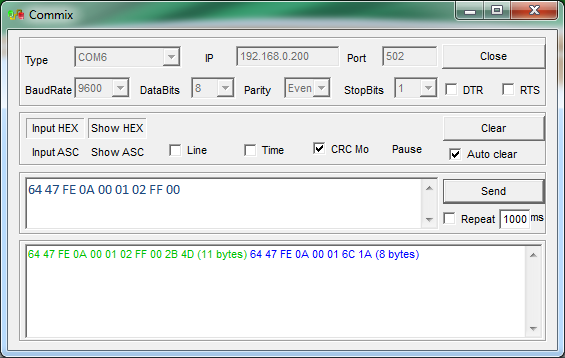 Commix
Type COM6 IP 192.168.0.200 Port 502 Close
BaudRate 9600 DataBits 8 Parity Even StopBits 1 DTR RTS
Input HEX Show HEX Clear
Input ASC Show ASC Line Time CRC Mo Pause Auto clear
64 47 FE 0A 00 01 02 FF 00 Send
Repeat 1000 ms
64 47 FE 0A 00 01 02 FF 00 2B 4D (11 bytes) 64 47 FE 0A 00 01 6C 1A (8 bytes)